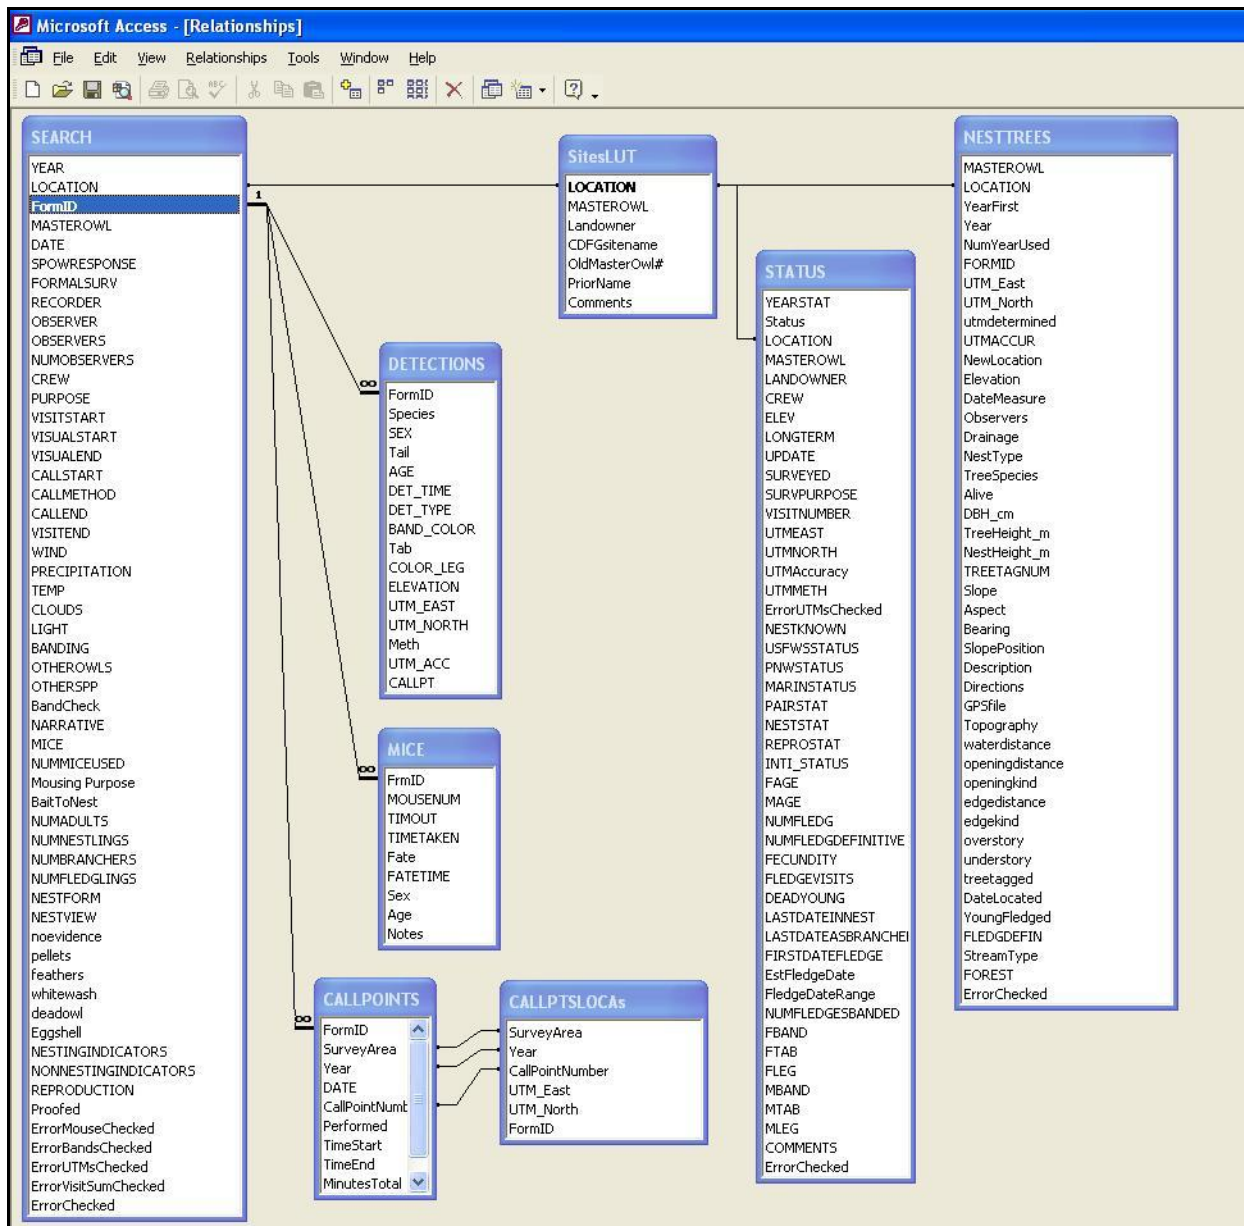 Microsoft Access - [Relationships]
File Edit View Relationships Tools Window Help
SEARCH
YEAR
LOCATION
FormID
MASTEROWL
DATE
SPOWRESPONSE
FORMALSURV
RECORDER
OBSERVER
OBSERVERS
NUMOBSERVERS
CREW
PURPOSE
VISITSTART
VISUALSTART
VISUALEND
CALLSTART
CALLMETHOD
CALLEND
VISITEND
WIND
PRECIPITATION
TEMP
CLOUDS
LIGHT
BANDING
OTHEROWLS
OTHERSPP
BandCheck
NARRATIVE
MICE
NUMMICEUSED
Mousing Purpose
BaitToNest
NUMADULTS
NUMNESTLINGS
NUMBRANCHERS
NUMFLEDGLINGS
NESTFORM
NESTVIEW
noevidence
pellets
feathers
whitewash
deadowl
Eggshell
NESTINGINDICATORS
NONNESTINGINDICATORS
REPRODUCTION
Proofed
ErrorMouseChecked
ErrorBandsChecked
ErrorUTMsChecked
ErrorVisitSumChecked
ErrorChecked
1
∞
∞
∞
DETECTIONS
FormID
Species
SEX
Tail
AGE
DET_TIME
DET_TYPE
BAND_COLOR
Tab
COLOR_LEG
ELEVATION
UTM_EAST
UTM_NORTH
Meth
UTM_ACC
CALLPT
MICE
FrmID
MOUSENUM
TIMOUT
TIMETAKEN
Fate
FATETIME
Sex
Age
Notes
CALLPOINTS
FormID
SurveyArea
Year
DATE
CallPointNumb
Performed
TimeStart
TimeEnd
MinutesTotal
CALLPTSLOCAs
SurveyArea
Year
CallPointNumber
UTM_East
UTM_North
FormID
SitesLUT
LOCATION
MASTEROWL
Landowner
CDFGsitename
OldMasterOwl#
PriorName
Comments
STATUS
YEARSTAT
Status
LOCATION
MASTEROWL
LANDOWNER
CREW
ELEV
LONGTERM
UPDATE
SURVEYED
SURVPURPOSE
VISITNUMBER
UTMEAST
UTMNORTH
UTMAccuracy
UTMMETH
ErrorUTMsChecked
NESTKNOWN
USFWSSTATUS
PNWSTATUS
MARINSTATUS
PAIRSTAT
NESTSTAT
REPROSTAT
INTI_STATUS
FAGE
MAGE
NUMFLEDG
NUMFLEDGDEFINITIVE
FECUNDITY
FLEDGEVISITS
DEADYOUNG
LASTDATEINNEST
LASTDATEASBRANCHEI
FIRSTDATEFLEDGE
EstFledgeDate
FledgeDateRange
NUMFLEDGESBANDED
FBAND
FTAB
FLEG
MBAND
MTAB
MLEG
COMMENTS
ErrorChecked
NESTTREES
MASTEROWL
LOCATION
YearFirst
Year
NumYearUsed
FORMID
UTM_East
UTM_North
utmdetermined
UTMACCUR
NewLocation
Elevation
DateMeasure
Observers
Drainage
NestType
TreeSpecies
Alive
DBH_cm
TreeHeight_m
NestHeight_m
TREETAGNUM
Slope
Aspect
Bearing
SlopePosition
Description
Directions
GPSfile
Topography
waterdistance
openingdistance
openingkind
edgedistance
edgekind
overstory
understory
treetagged
DateLocated
YoungFledged
FLEDGDEFIN
StreamType
FOREST
ErrorChecked